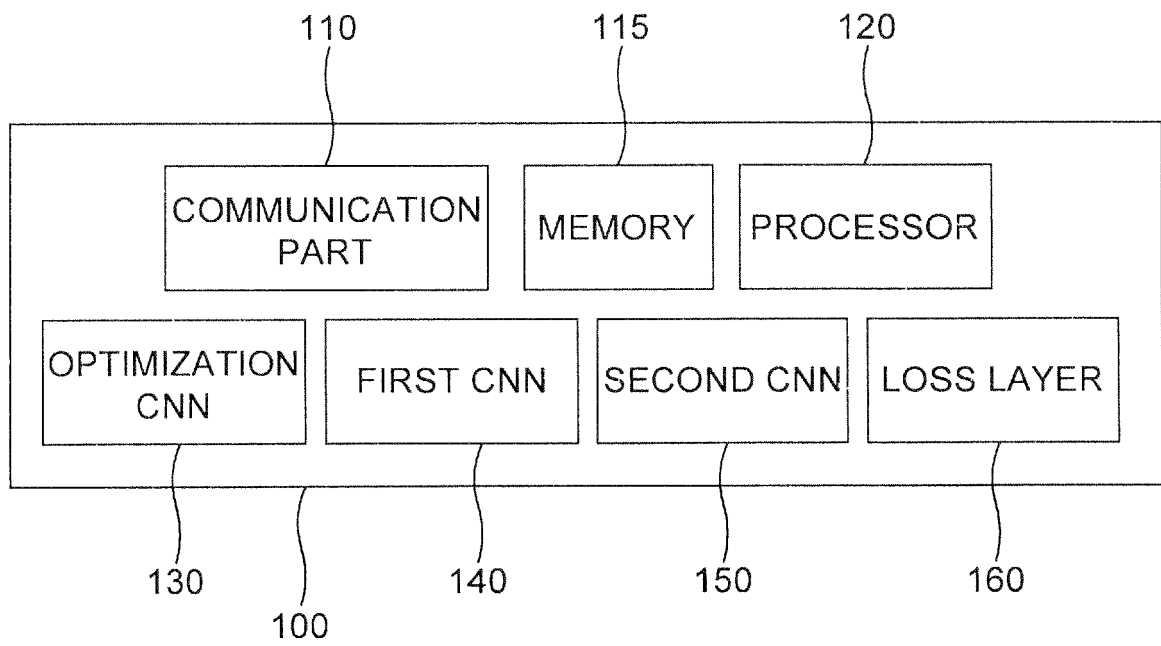 110
115
120
COMMUNICATION
PART
MEMORY
PROCESSOR
OPTIMIZATION
CNN
FIRST CNN
SECOND CNN
LOSS LAYER
130
140
150
160
100